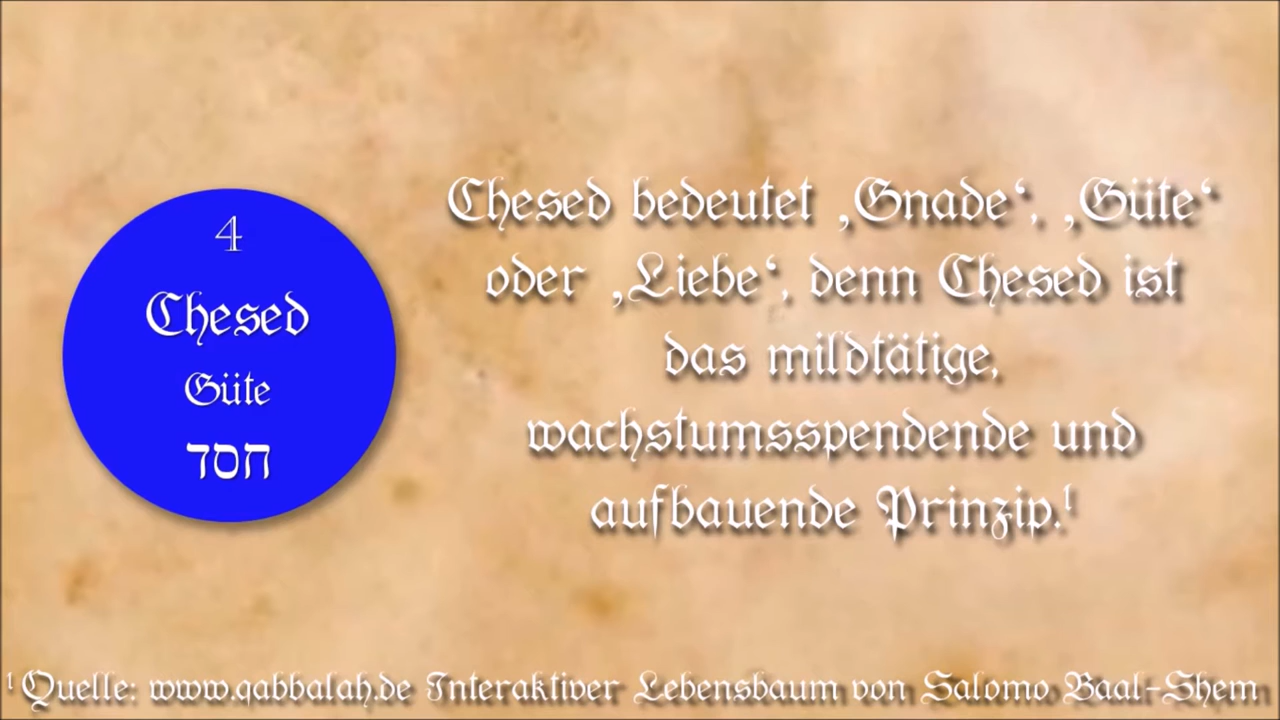 4
Chesed
Güte
חסד
Chesed bedeutet ‚Gnade‘, ‚Güte‘
oder ‚Liebe‘, denn Chesed ist
das mildtätige,
wachstumsspendende und
aufbauende Prinzip.¹
¹ Quelle: www.qabbalah.de Interaktiver Lebensbaum von Salomo Baal-Shem